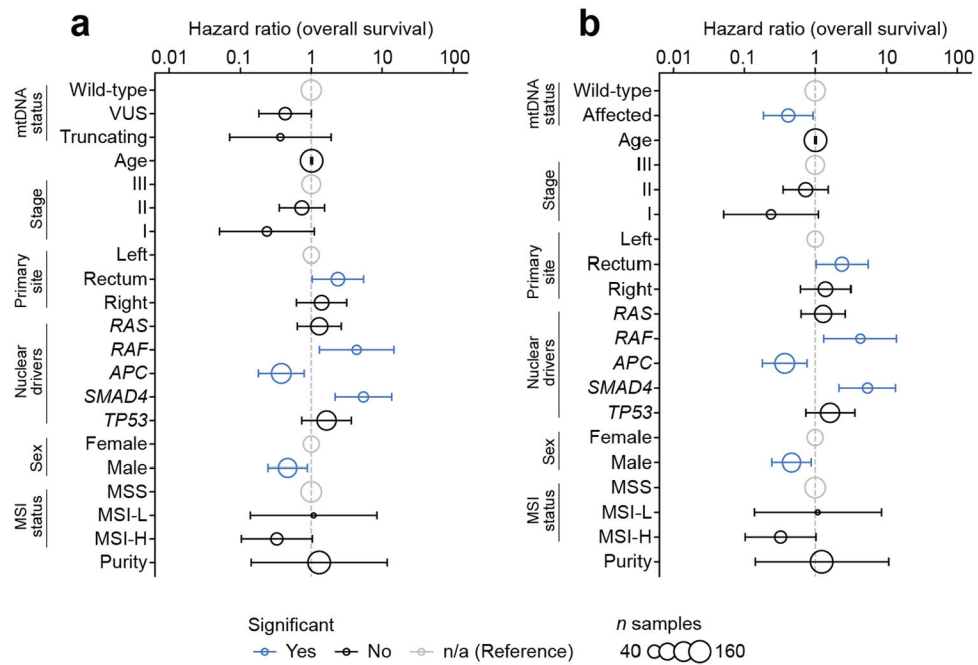 a
Hazard ratio (overall survival)
0.01 0.1 1 10 100
mtDNA
status
Wild-type
VUS
Truncating
Age
Stage
III
II
I
Primary
site
Left
Rectum
Right
Nuclear
drivers
RAS
RAF
APC
SMAD4
TP53
Sex
Female
Male
MSI
status
MSS
MSI-L
MSI-H
Purity
b
Hazard ratio (overall survival)
0.01 0.1 1 10 100
mtDNA
status
Wild-type
Affected
Age
Stage
III
II
I
Primary
site
Left
Rectum
Right
Nuclear
drivers
RAS
RAF
APC
SMAD4
TP53
Sex
Female
Male
MSI
status
MSS
MSI-L
MSI-H
Purity
Significant
Yes No n/a (Reference)
n samples
40 160